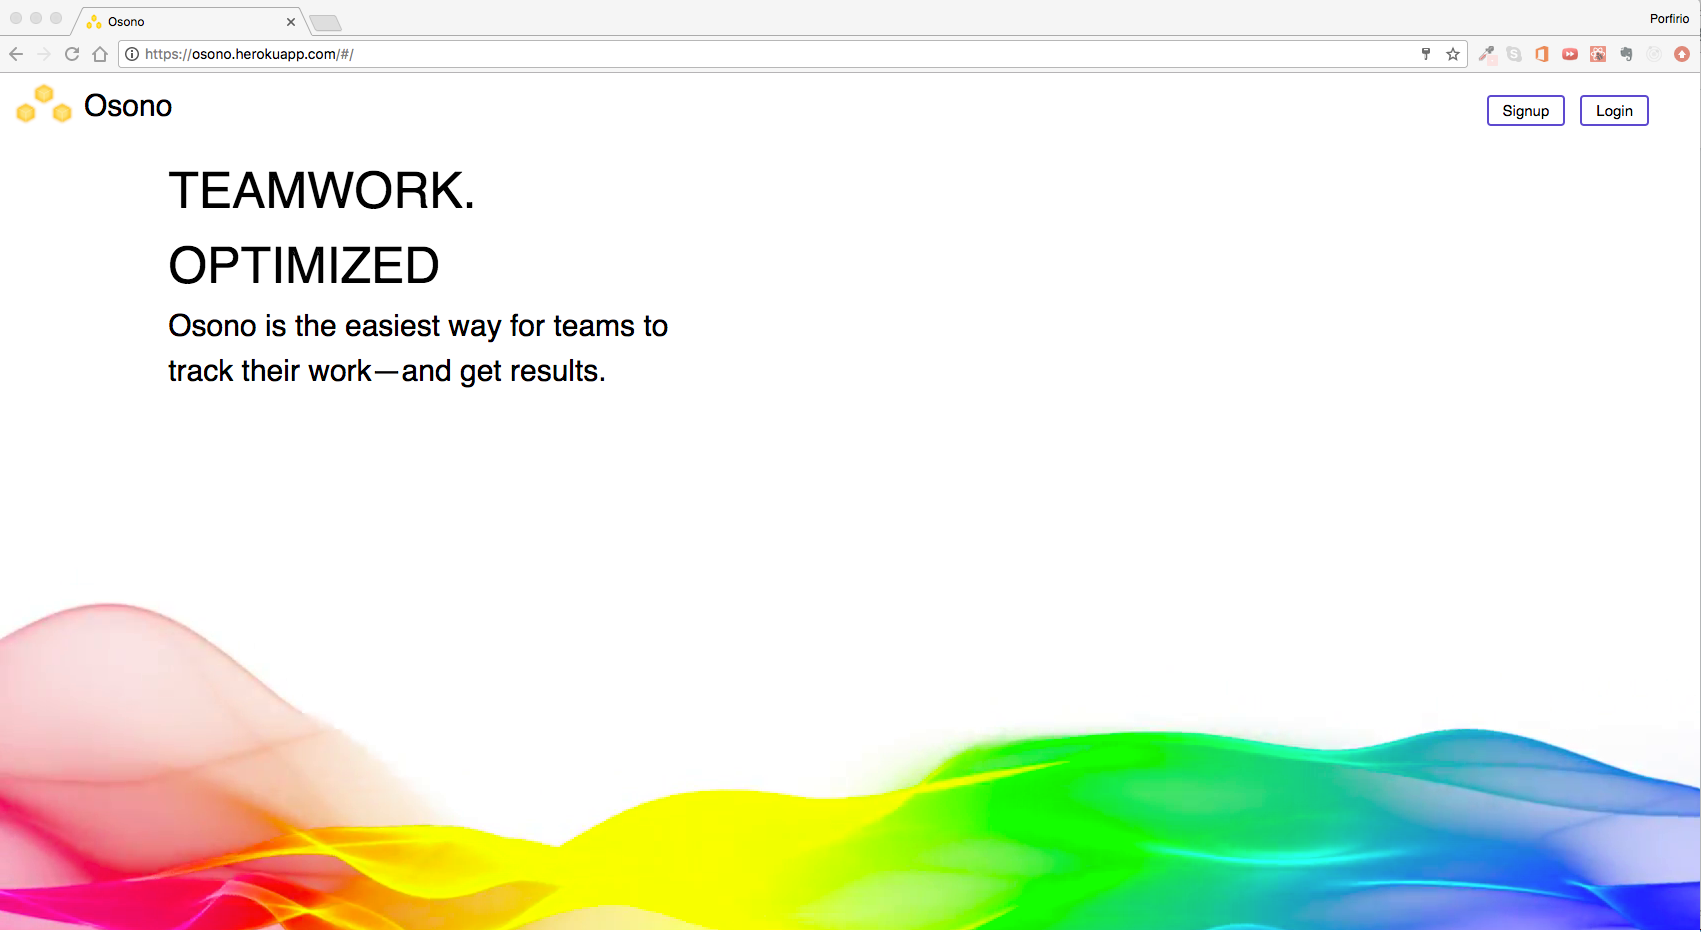 Osono
Porfirio
https://osono.herokuapp.com/#/
Osono
Signup
Login
TEAMWORK.
OPTIMIZED
Osono is the easiest way for teams to
track their work—and get results.